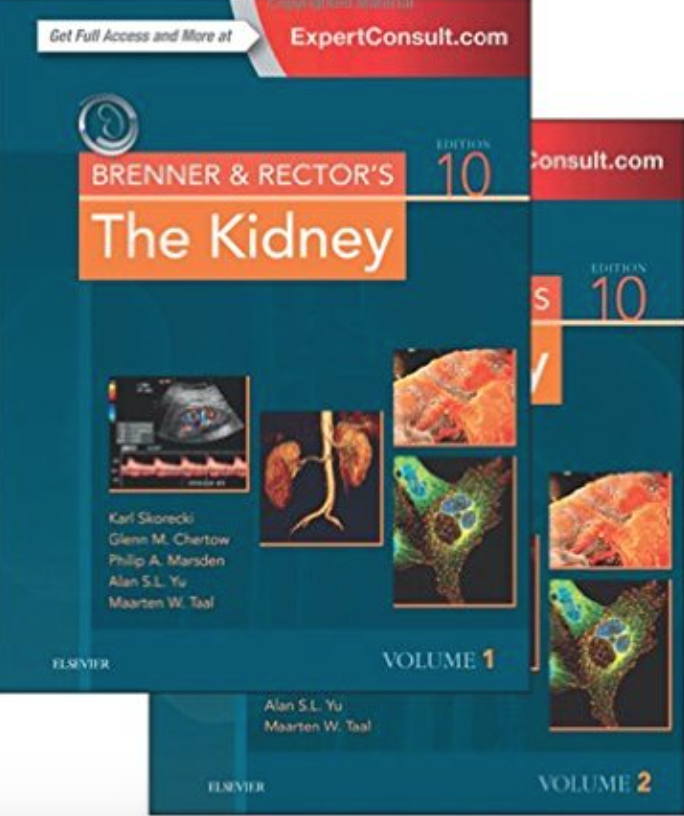 Copyrighted Material
Get Full Access and More at
ExpertConsult.com
EDITION
10
BRENNER & RECTOR'S
The Kidney
Karl Skorecki
Glenn M. Chertow
Philip A. Marsden
Alan S.L. Yu
Maarten W. Taal
ELSEVIER
VOLUME 1
Consult.com
EDITION
10
S
y
Alan S.L. Yu
Maarten W. Taal
ELSEVIER
VOLUME 2